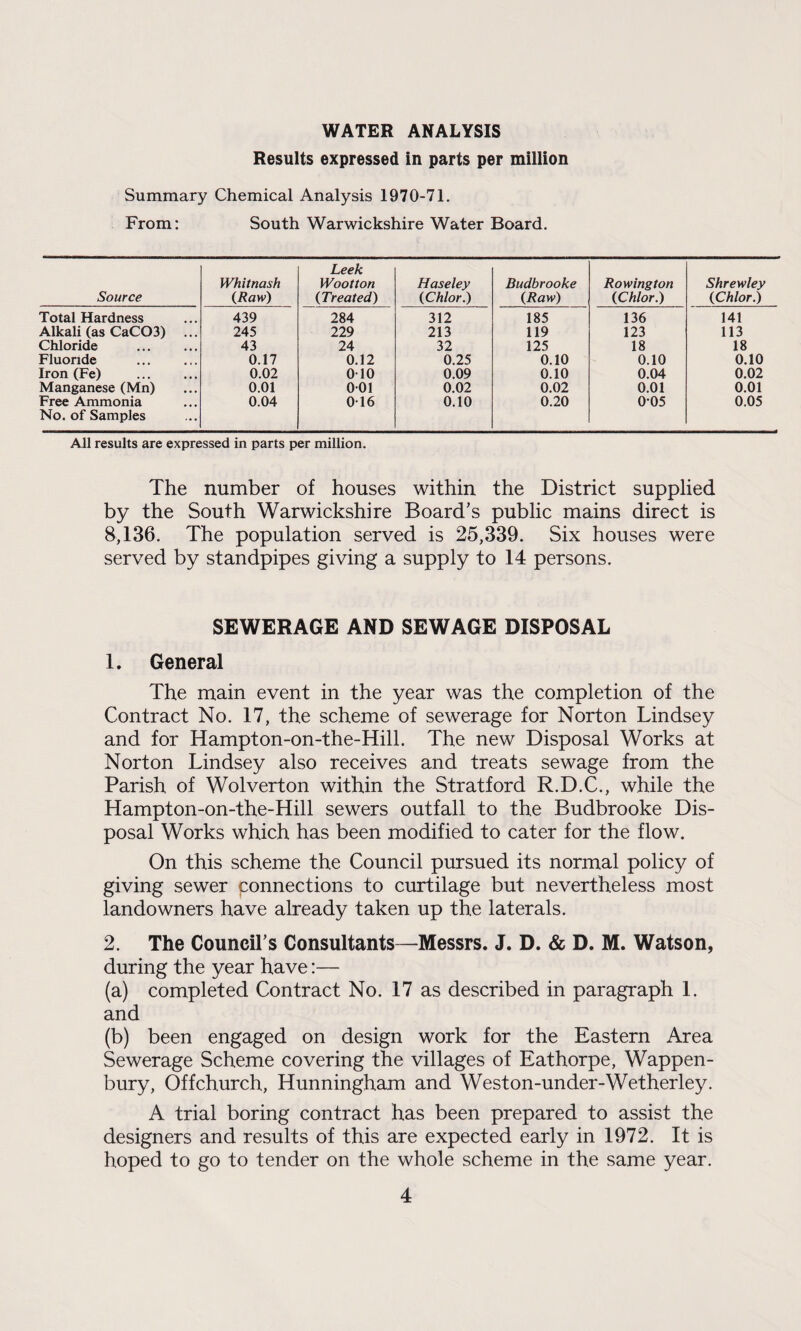 WATER ANALYSIS
Results expressed in parts per million
Summary Chemical Analysis 1970-71.
From: South Warwickshire Water Board.
Source | Whitnash (Raw) | Leek Wootton (Treated) | Haseley (Chlor.) | Budbrooke (Raw) | Rowington (Chlor.) | Shrewley (Chlor.)
Total Hardness ... | 439 | 284 | 312 | 185 | 136 | 141
Alkali (as CaCO3) ... | 245 | 229 | 213 | 119 | 123 | 113
Chloride ... ... | 43 | 24 | 32 | 125 | 18 | 18
Fluoride ... ... | 0.17 | 0.12 | 0.25 | 0.10 | 0.10 | 0.10
Iron (Fe) ... ... | 0.02 | 0·10 | 0.09 | 0.10 | 0.04 | 0.02
Manganese (Mn) ... | 0.01 | 0·01 | 0.02 | 0.02 | 0.01 | 0.01
Free Ammonia ... | 0.04 | 0·16 | 0.10 | 0.20 | 0·05 | 0.05
No. of Samples ...
All results are expressed in parts per million.
The number of houses within the District supplied
by the South Warwickshire Board's public mains direct is
8,136. The population served is 25,339. Six houses were
served by standpipes giving a supply to 14 persons.
SEWERAGE AND SEWAGE DISPOSAL
1. General
The main event in the year was the completion of the
Contract No. 17, the scheme of sewerage for Norton Lindsey
and for Hampton-on-the-Hill. The new Disposal Works at
Norton Lindsey also receives and treats sewage from the
Parish of Wolverton within the Stratford R.D.C., while the
Hampton-on-the-Hill sewers outfall to the Budbrooke Dis-
posal Works which has been modified to cater for the flow.
On this scheme the Council pursued its normal policy of
giving sewer connections to curtilage but nevertheless most
landowners have already taken up the laterals.
2. The Council's Consultants—Messrs. J. D. & D. M. Watson,
during the year have:—
(a) completed Contract No. 17 as described in paragraph 1.
and
(b) been engaged on design work for the Eastern Area
Sewerage Scheme covering the villages of Eathorpe, Wappen-
bury, Offchurch, Hunningham and Weston-under-Wetherley.
A trial boring contract has been prepared to assist the
designers and results of this are expected early in 1972. It is
hoped to go to tender on the whole scheme in the same year.
4